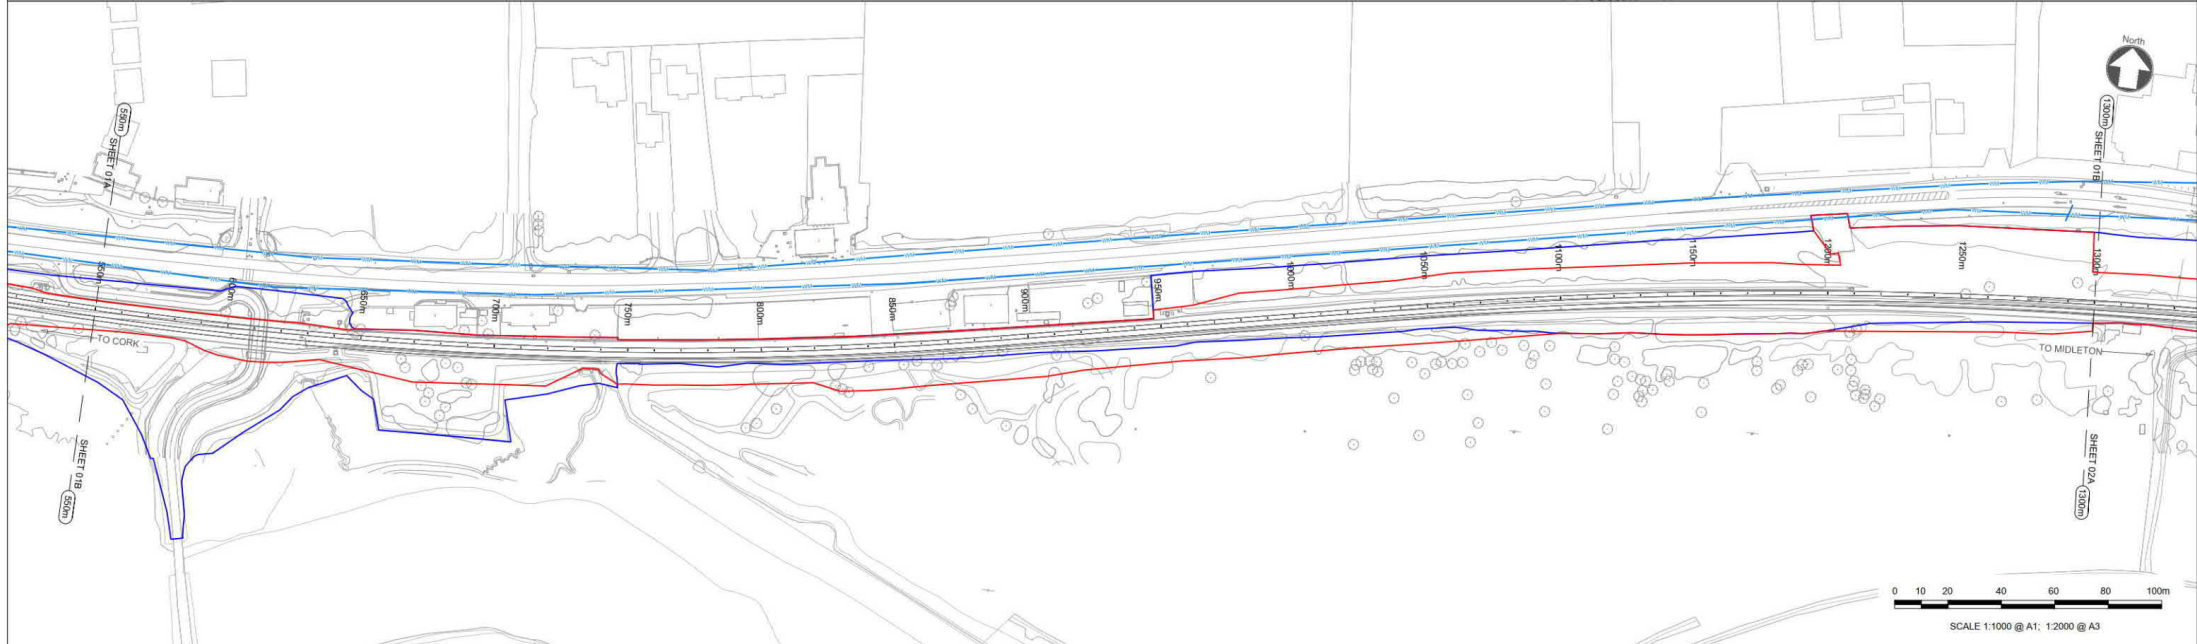 North
550m
SHEET 01A
1300m
SHEET 01B
550m
600m
650m
700m
750m
800m
850m
900m
950m
1000m
1050m
1100m
1150m
1200m
1250m
1300m
TO CORK
TO MIDLETON
SHEET 01B
550m
SHEET 02A
1300m
0 10 20 40 60 80 100m
SCALE 1:1000 @ A1; 1:2000 @ A3